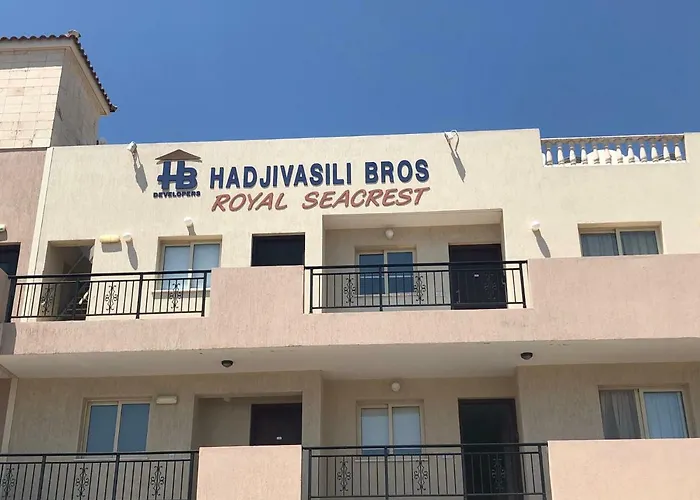 HB
DEVELOPERS
HADJIVASILI BROS
ROYAL SEACREST